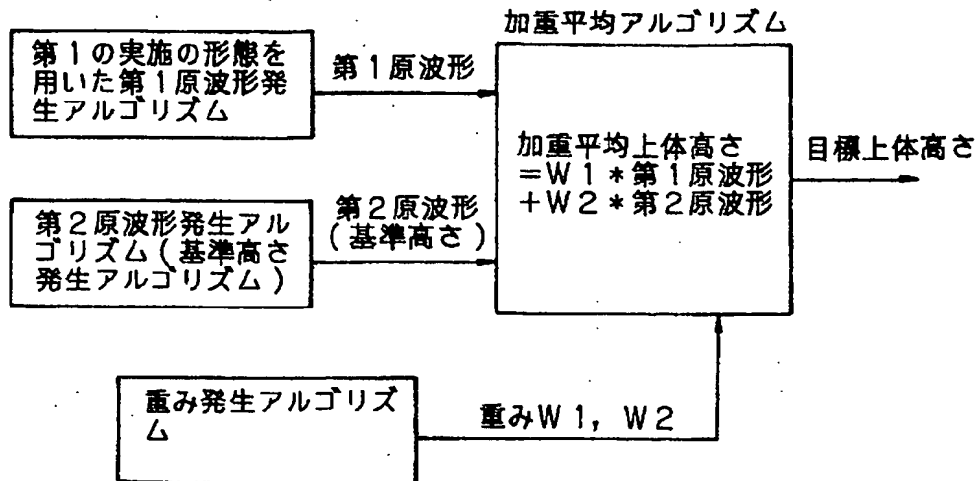 加重平均アルゴリズム
第1の実施の形態を
用いた第1原波形発
生アルゴリズム
第1原波形
加重平均上体高さ
=W1*第1原波形
+W2*第2原波形
目標上体高さ
第2原波形発生アル
ゴリズム(基準高さ
発生アルゴリズム)
第2原波形
(基準高さ)
重み発生アルゴリズ
ム
重みW1, W2